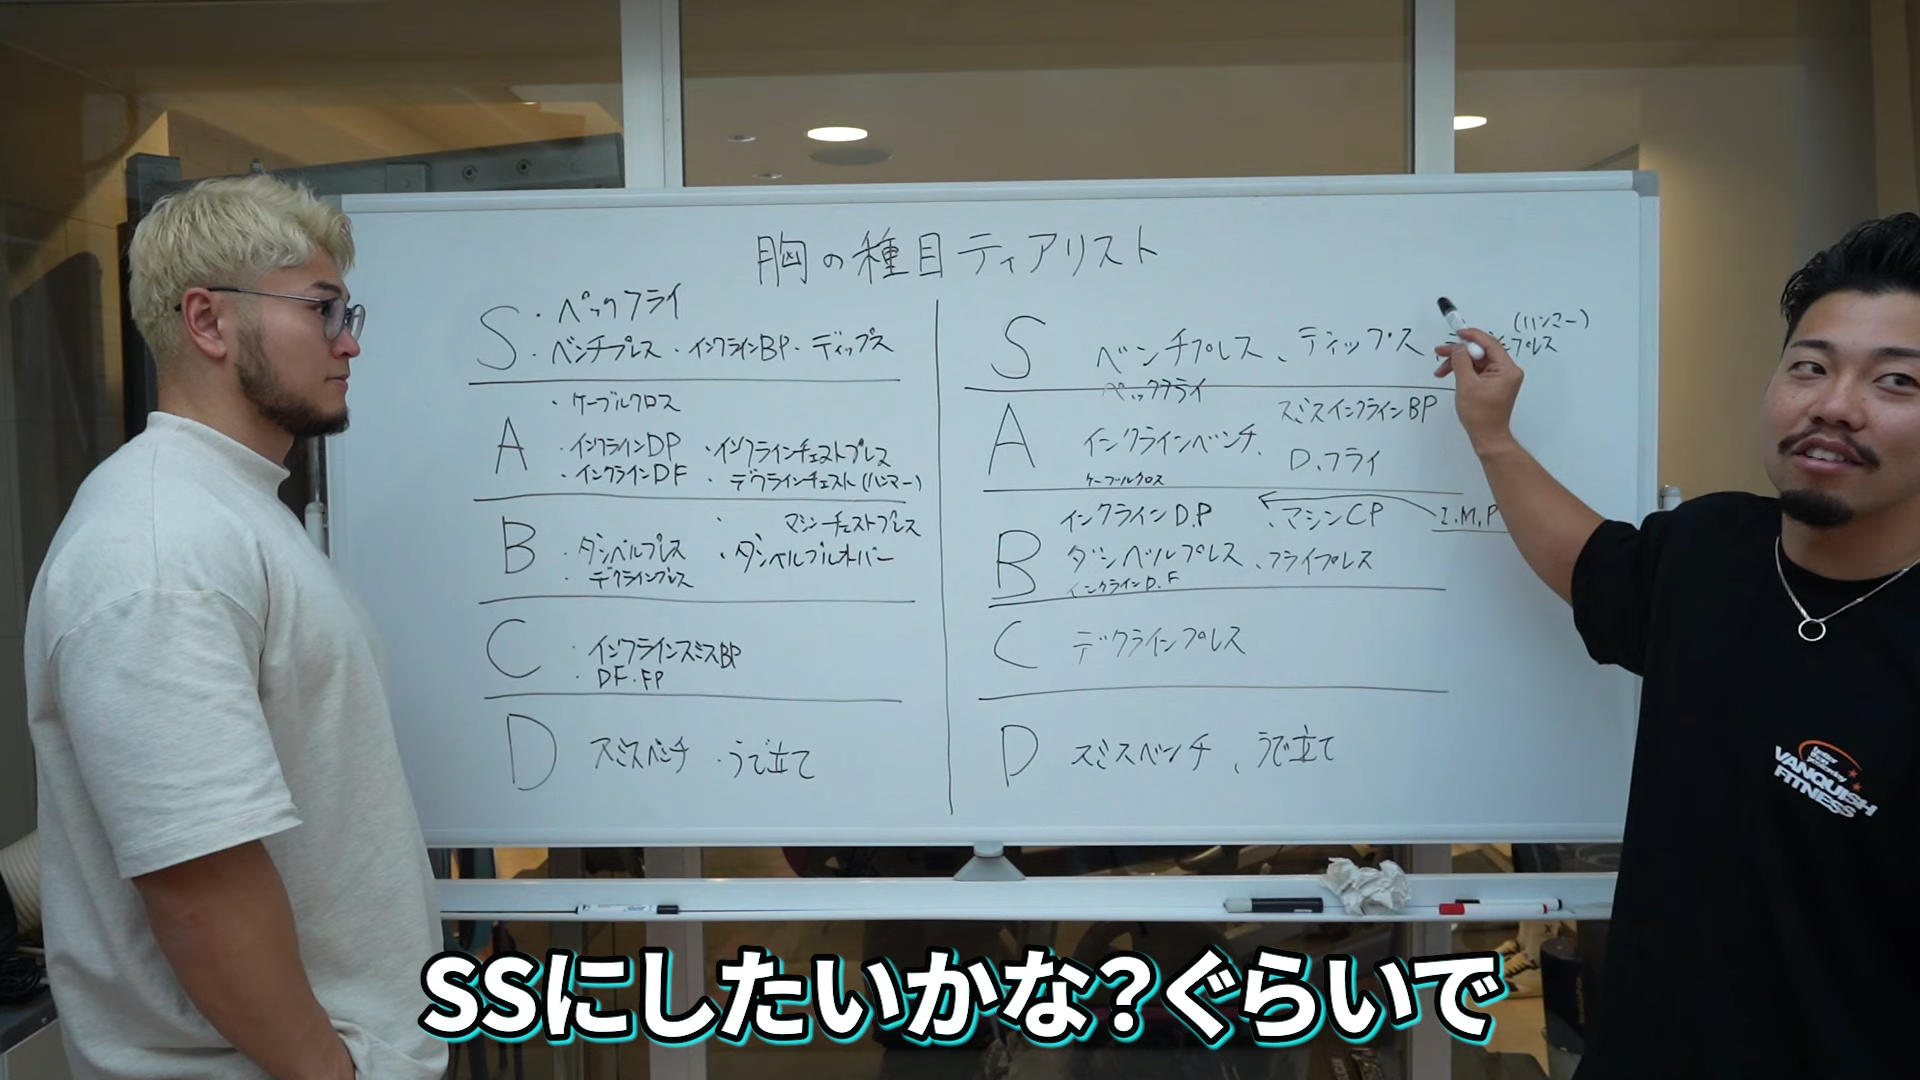 胸の種目ティアリスト
S
・ペックフライ
・ベンチプレス ・インクラインBP ・ディップス
A
・ケーブルクロス
・インクラインDP ・インクラインチェストプレス
・インクラインDF ・デクラインチェスト(ハンマー)
B
・ マシンチェストプレス
・ダンベルプレス ・ダンベルプルオーバー
・デクラインプレス
C
・インクラインスミスBP
・DF・FP
D
スミスベンチ ・うで立て
S
(ハンマー)
ベンチプレス、ディップス、
プレス
ペックフライ
A
スミスインクラインBP
インクラインベンチ、
D.フライ
ケーブルクロス
B
インクラインD.P 、マシンCP I.M.P
ダンベルプレス、フライプレス
インクラインD.F
C
デクラインプレス
D
スミスベンチ、うで立て
VANQUISH
FITNESS
SSにしたいかな？ぐらいで